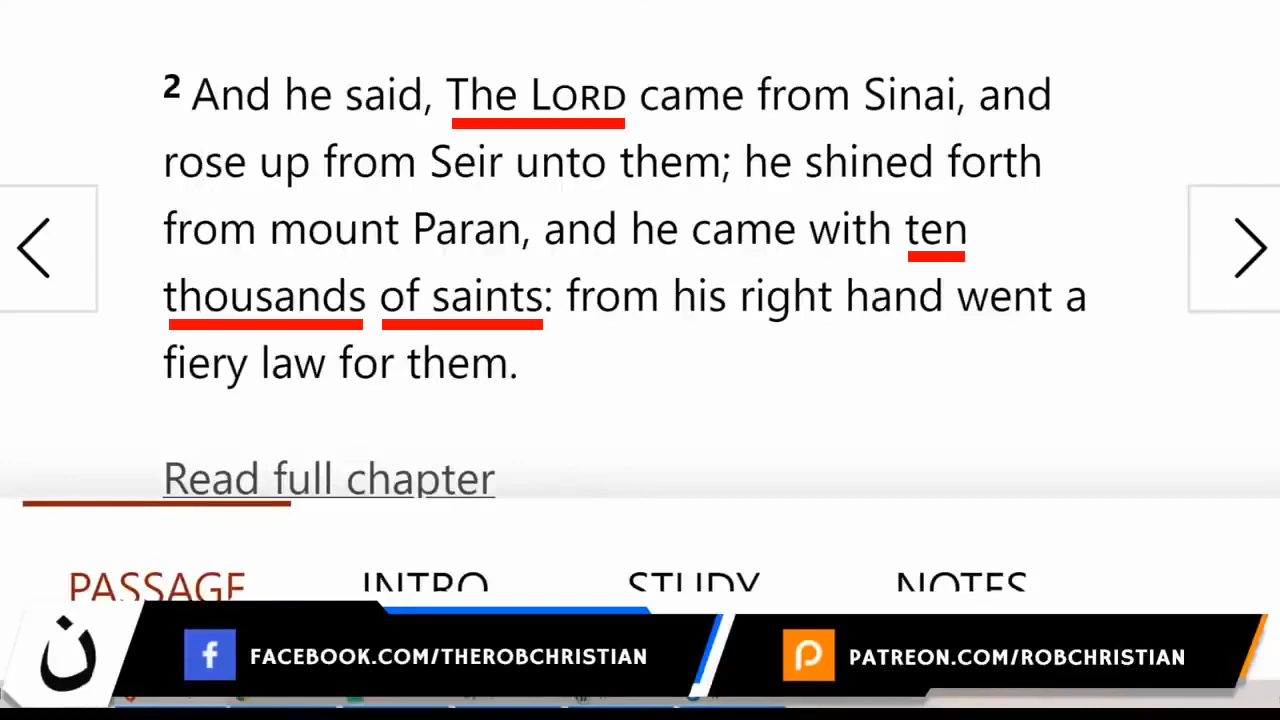 2 And he said, The LORD came from Sinai, and
rose up from Seir unto them; he shined forth
from mount Paran, and he came with ten
thousands of saints: from his right hand went a
fiery law for them.
Read full chapter
PASSAGE INTRO STUDY NOTES
ن f FACEBOOK.COM/THEROBCHRISTIAN PATREON.COM/ROBCHRISTIAN